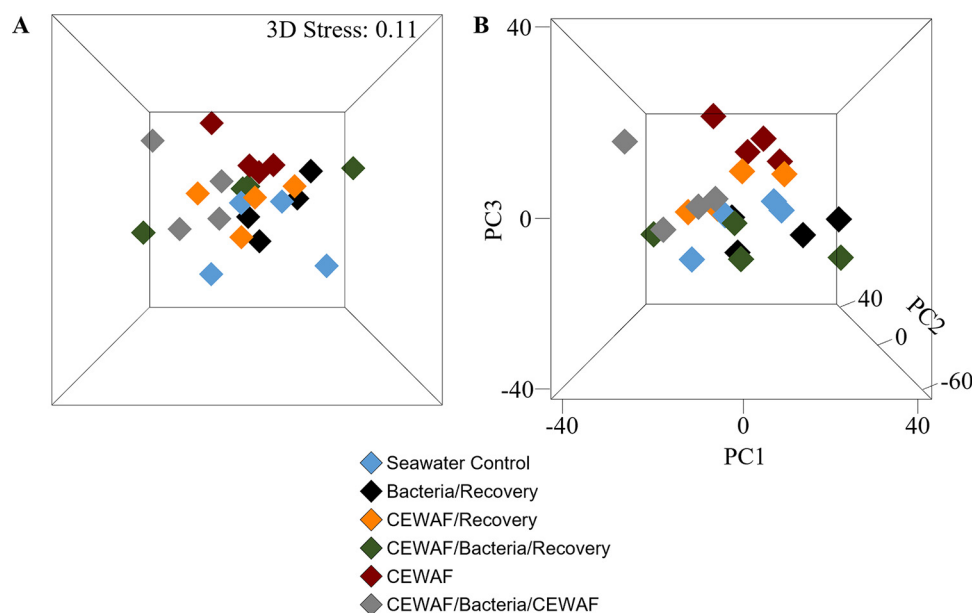 A
3D Stress: 0.11
B
40
0
-40
PC3
-40
0
40
PC1
40
0
-60
PC2
Seawater Control
Bacteria/Recovery
CEWAF/Recovery
CEWAF/Bacteria/Recovery
CEWAF
CEWAF/Bacteria/CEWAF